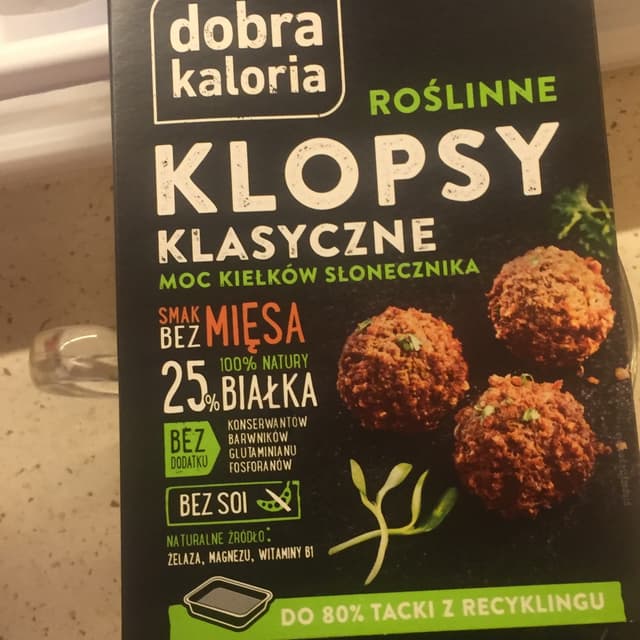 dobra
kaloria
ROŚLINNE
KLOPSY
KLASYCZNE
MOC KIEŁKÓW SŁONECZNIKA
SMAK
BEZ MIĘSA
25% 100% NATURY
BIAŁKA
BEZ
DODATKU
KONSERWANTÓW
BARWNIKÓW
GLUTAMINIANU
FOSFORANÓW
BEZ SOI
NATURALNE ŹRÓDŁO:
ŻELAZA, MAGNEZU, WITAMINY B1
DO 80% TACKI Z RECYKLINGU